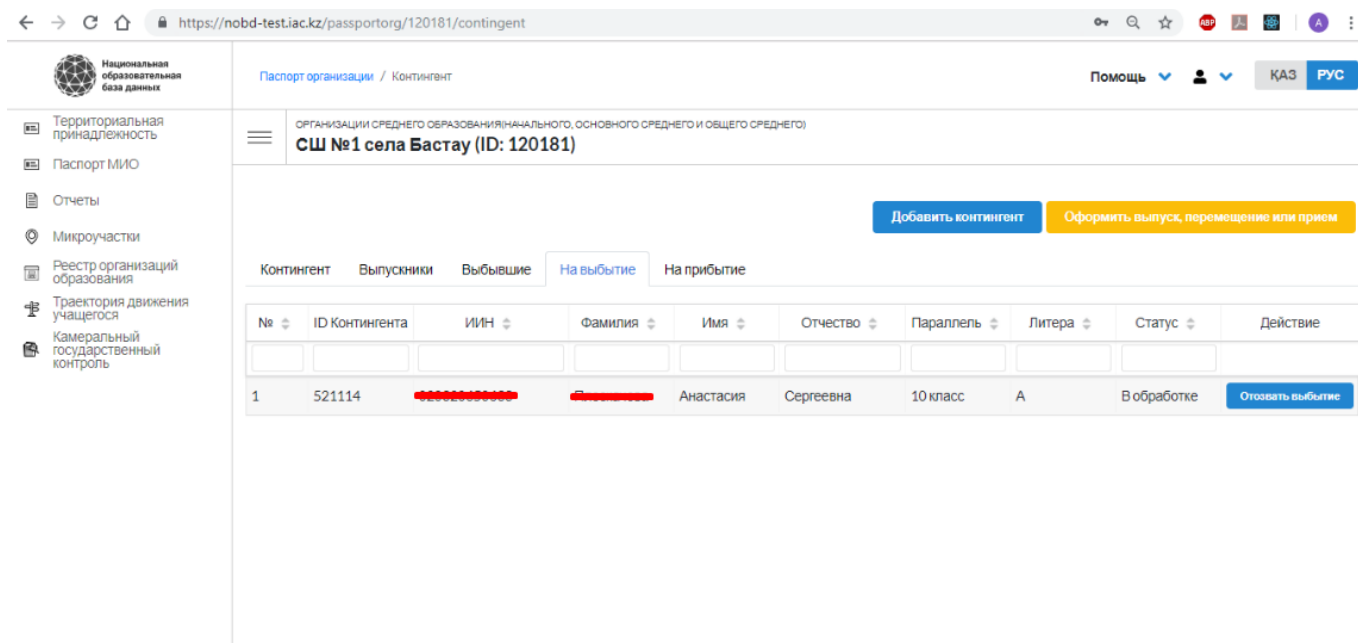 https://nobd-test.iac.kz/passportorg/120181/contingent
ABP
A
Национальная
образовательная
база данных
Паспорт организации / Контингент
Помощь
ҚАЗ РУС
Территориальная
принадлежность
Паспорт МИО
Отчеты
Микроучастки
Реестр организаций
образования
Траектория движения
учащегося
Камеральный
государственный
контроль
ОРГАНИЗАЦИИ СРЕДНЕГО ОБРАЗОВАНИЯ(НАЧАЛЬНОГО, ОСНОВНОГО СРЕДНЕГО И ОБЩЕГО СРЕДНЕГО)
СШ №1 села Бастау (ID: 120181)
Добавить контингент Оформить выпуск, перемещение или прием
Контингент Выпускники Выбывшие На выбытие На прибытие
№ ID Контингента ИИН Фамилия Имя Отчество Параллель Литера Статус Действие
1 521114 Анастасия Сергеевна 10 класс А В обработке Отозвать выбытие